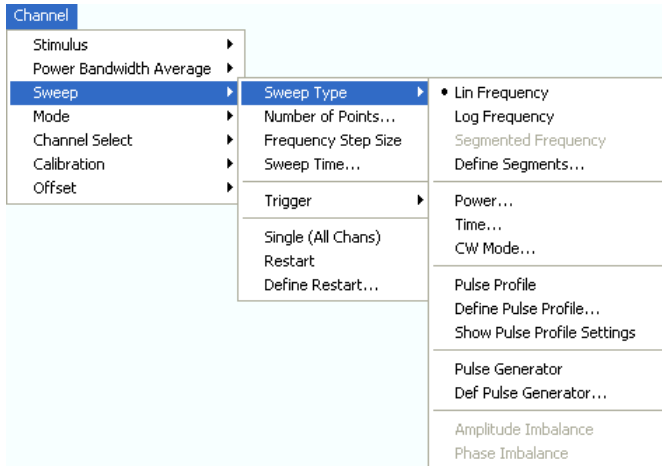 Channel
Stimulus
Power Bandwidth Average
Sweep
Mode
Channel Select
Calibration
Offset
Sweep Type
Number of Points...
Frequency Step Size
Sweep Time...
Trigger
Single (All Chans)
Restart
Define Restart...
Lin Frequency
Log Frequency
Segmented Frequency
Define Segments...
Power...
Time...
CW Mode...
Pulse Profile
Define Pulse Profile...
Show Pulse Profile Settings
Pulse Generator
Def Pulse Generator...
Amplitude Imbalance
Phase Imbalance